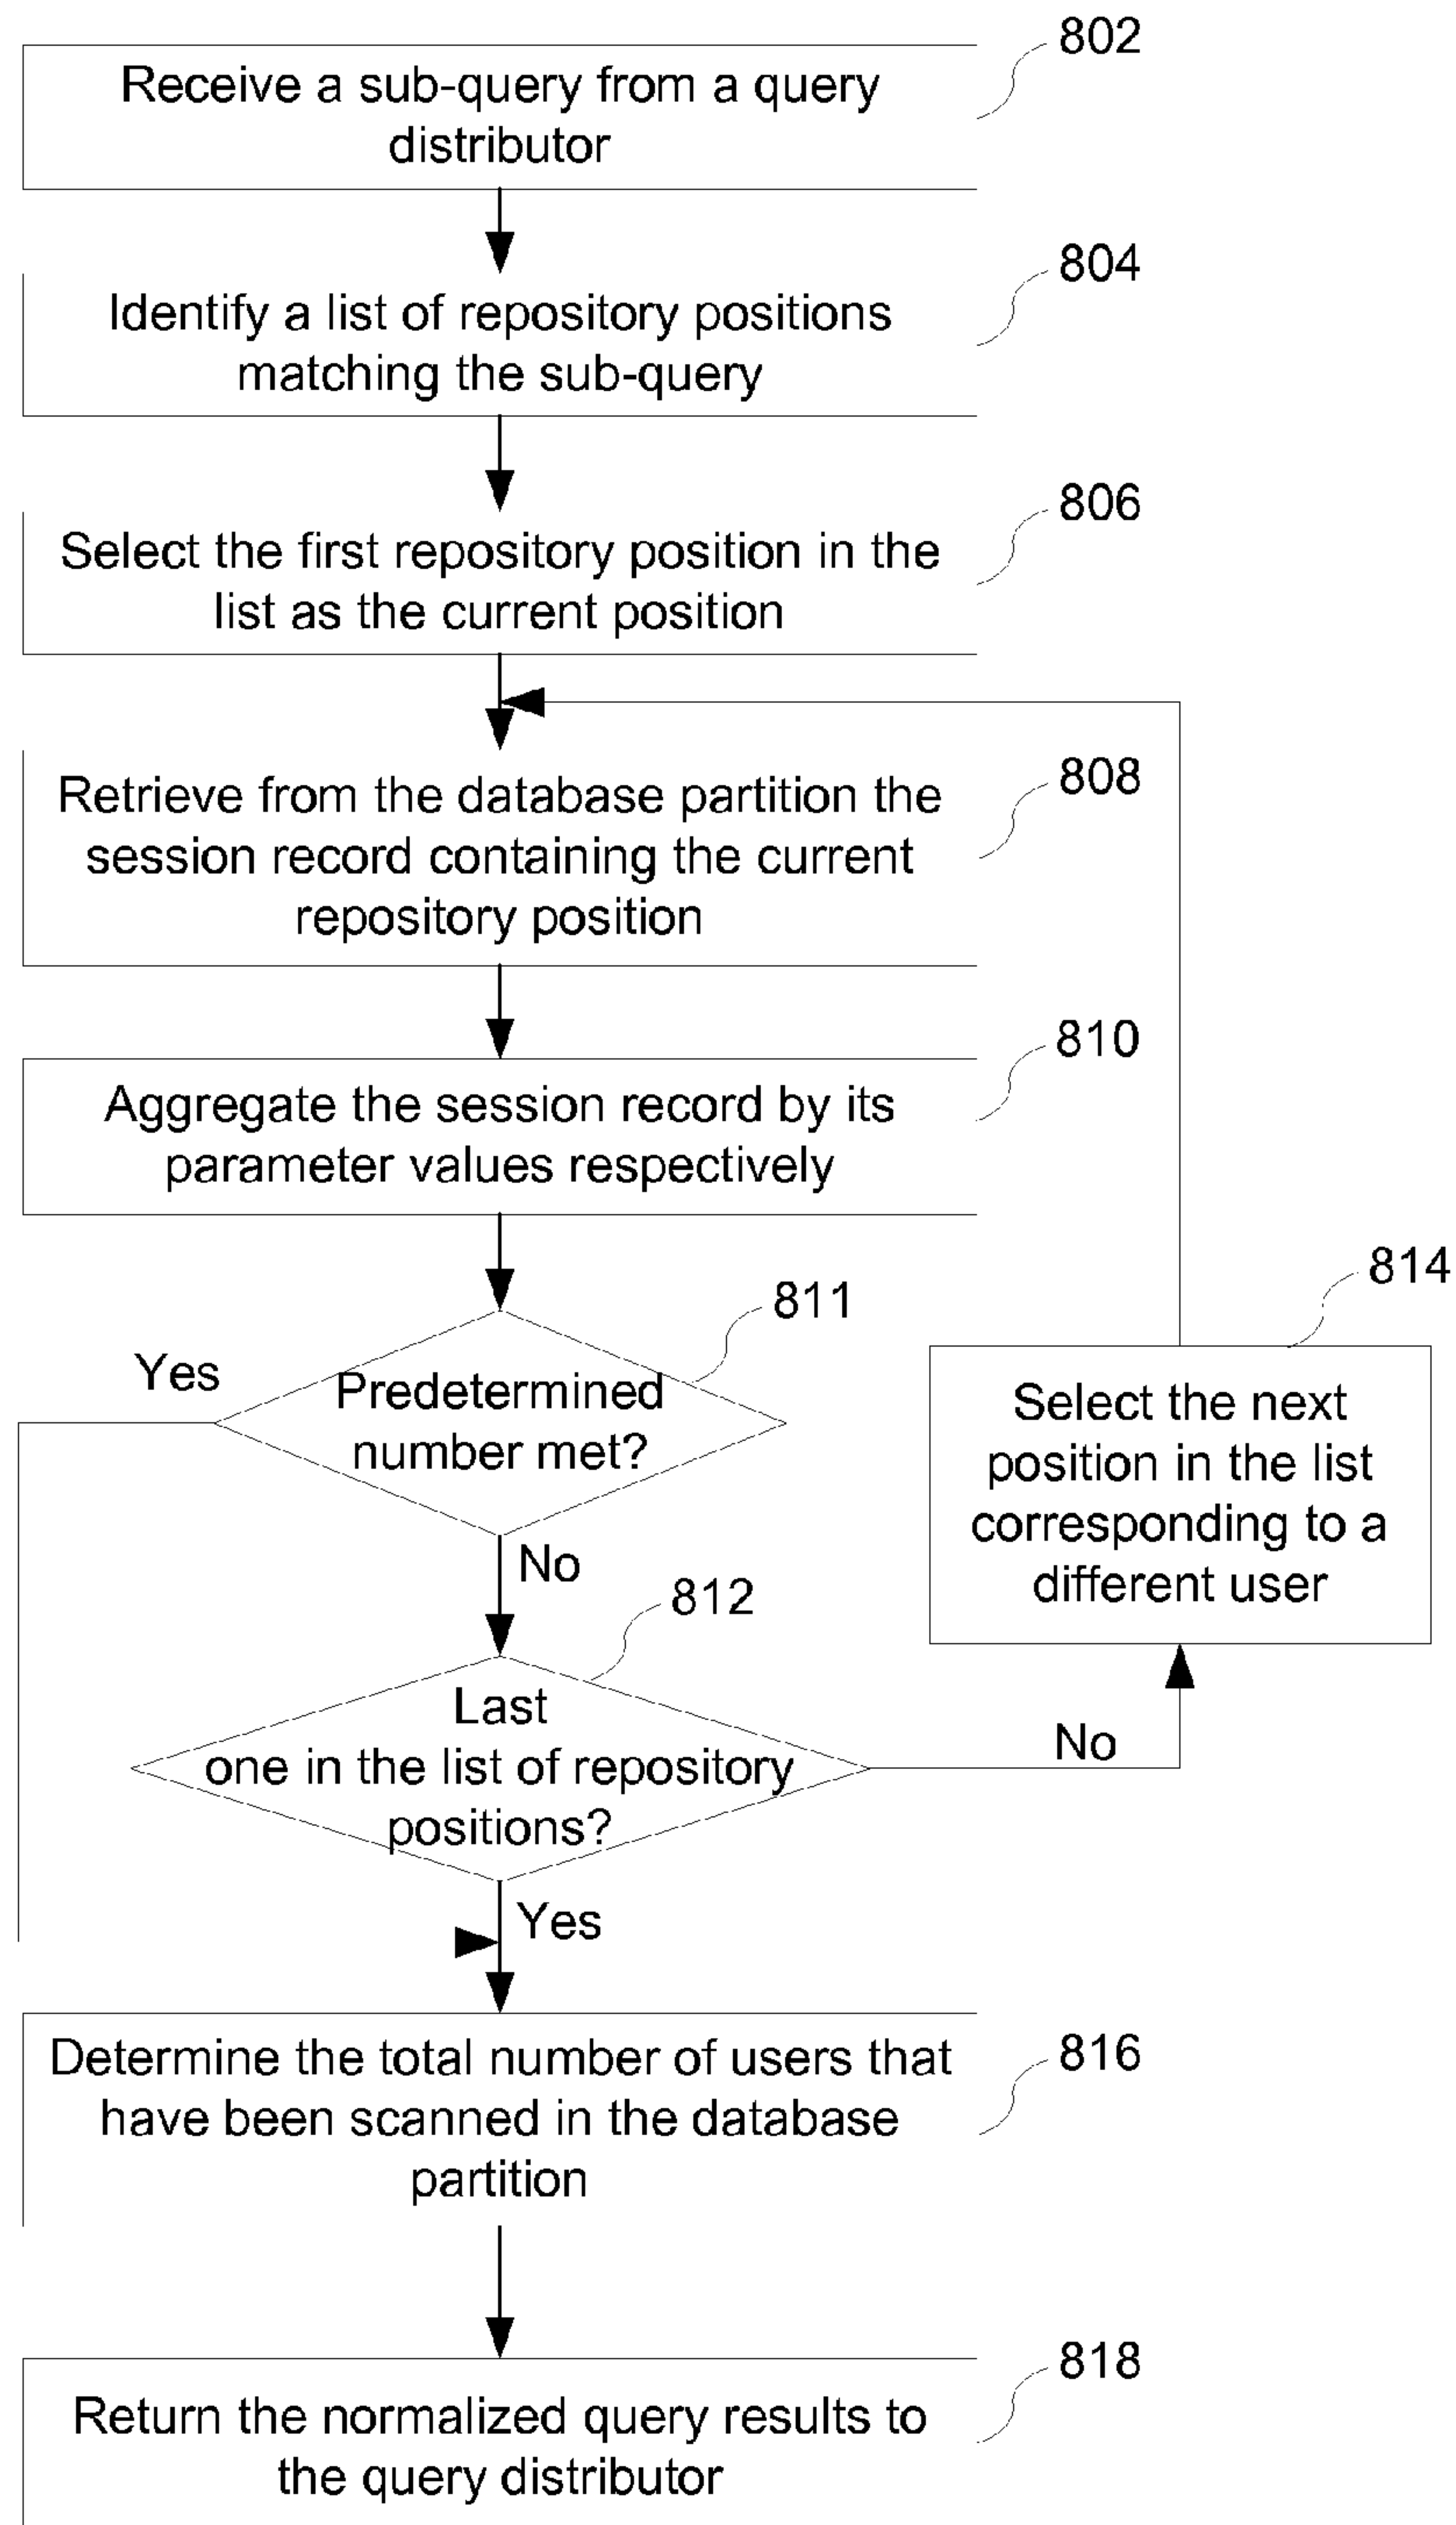 802
Receive a sub-query from a query
distributor
804
Identify a list of repository positions
matching the sub-query
806
Select the first repository position in the
list as the current position
808
Retrieve from the database partition the
session record containing the current
repository position
810
Aggregate the session record by its
parameter values respectively
811
Yes
Predetermined
number met?
No
814
Select the next
position in the list
corresponding to a
different user
812
Last
one in the list of repository
positions?
No
Yes
816
Determine the total number of users that
have been scanned in the database
partition
818
Return the normalized query results to
the query distributor